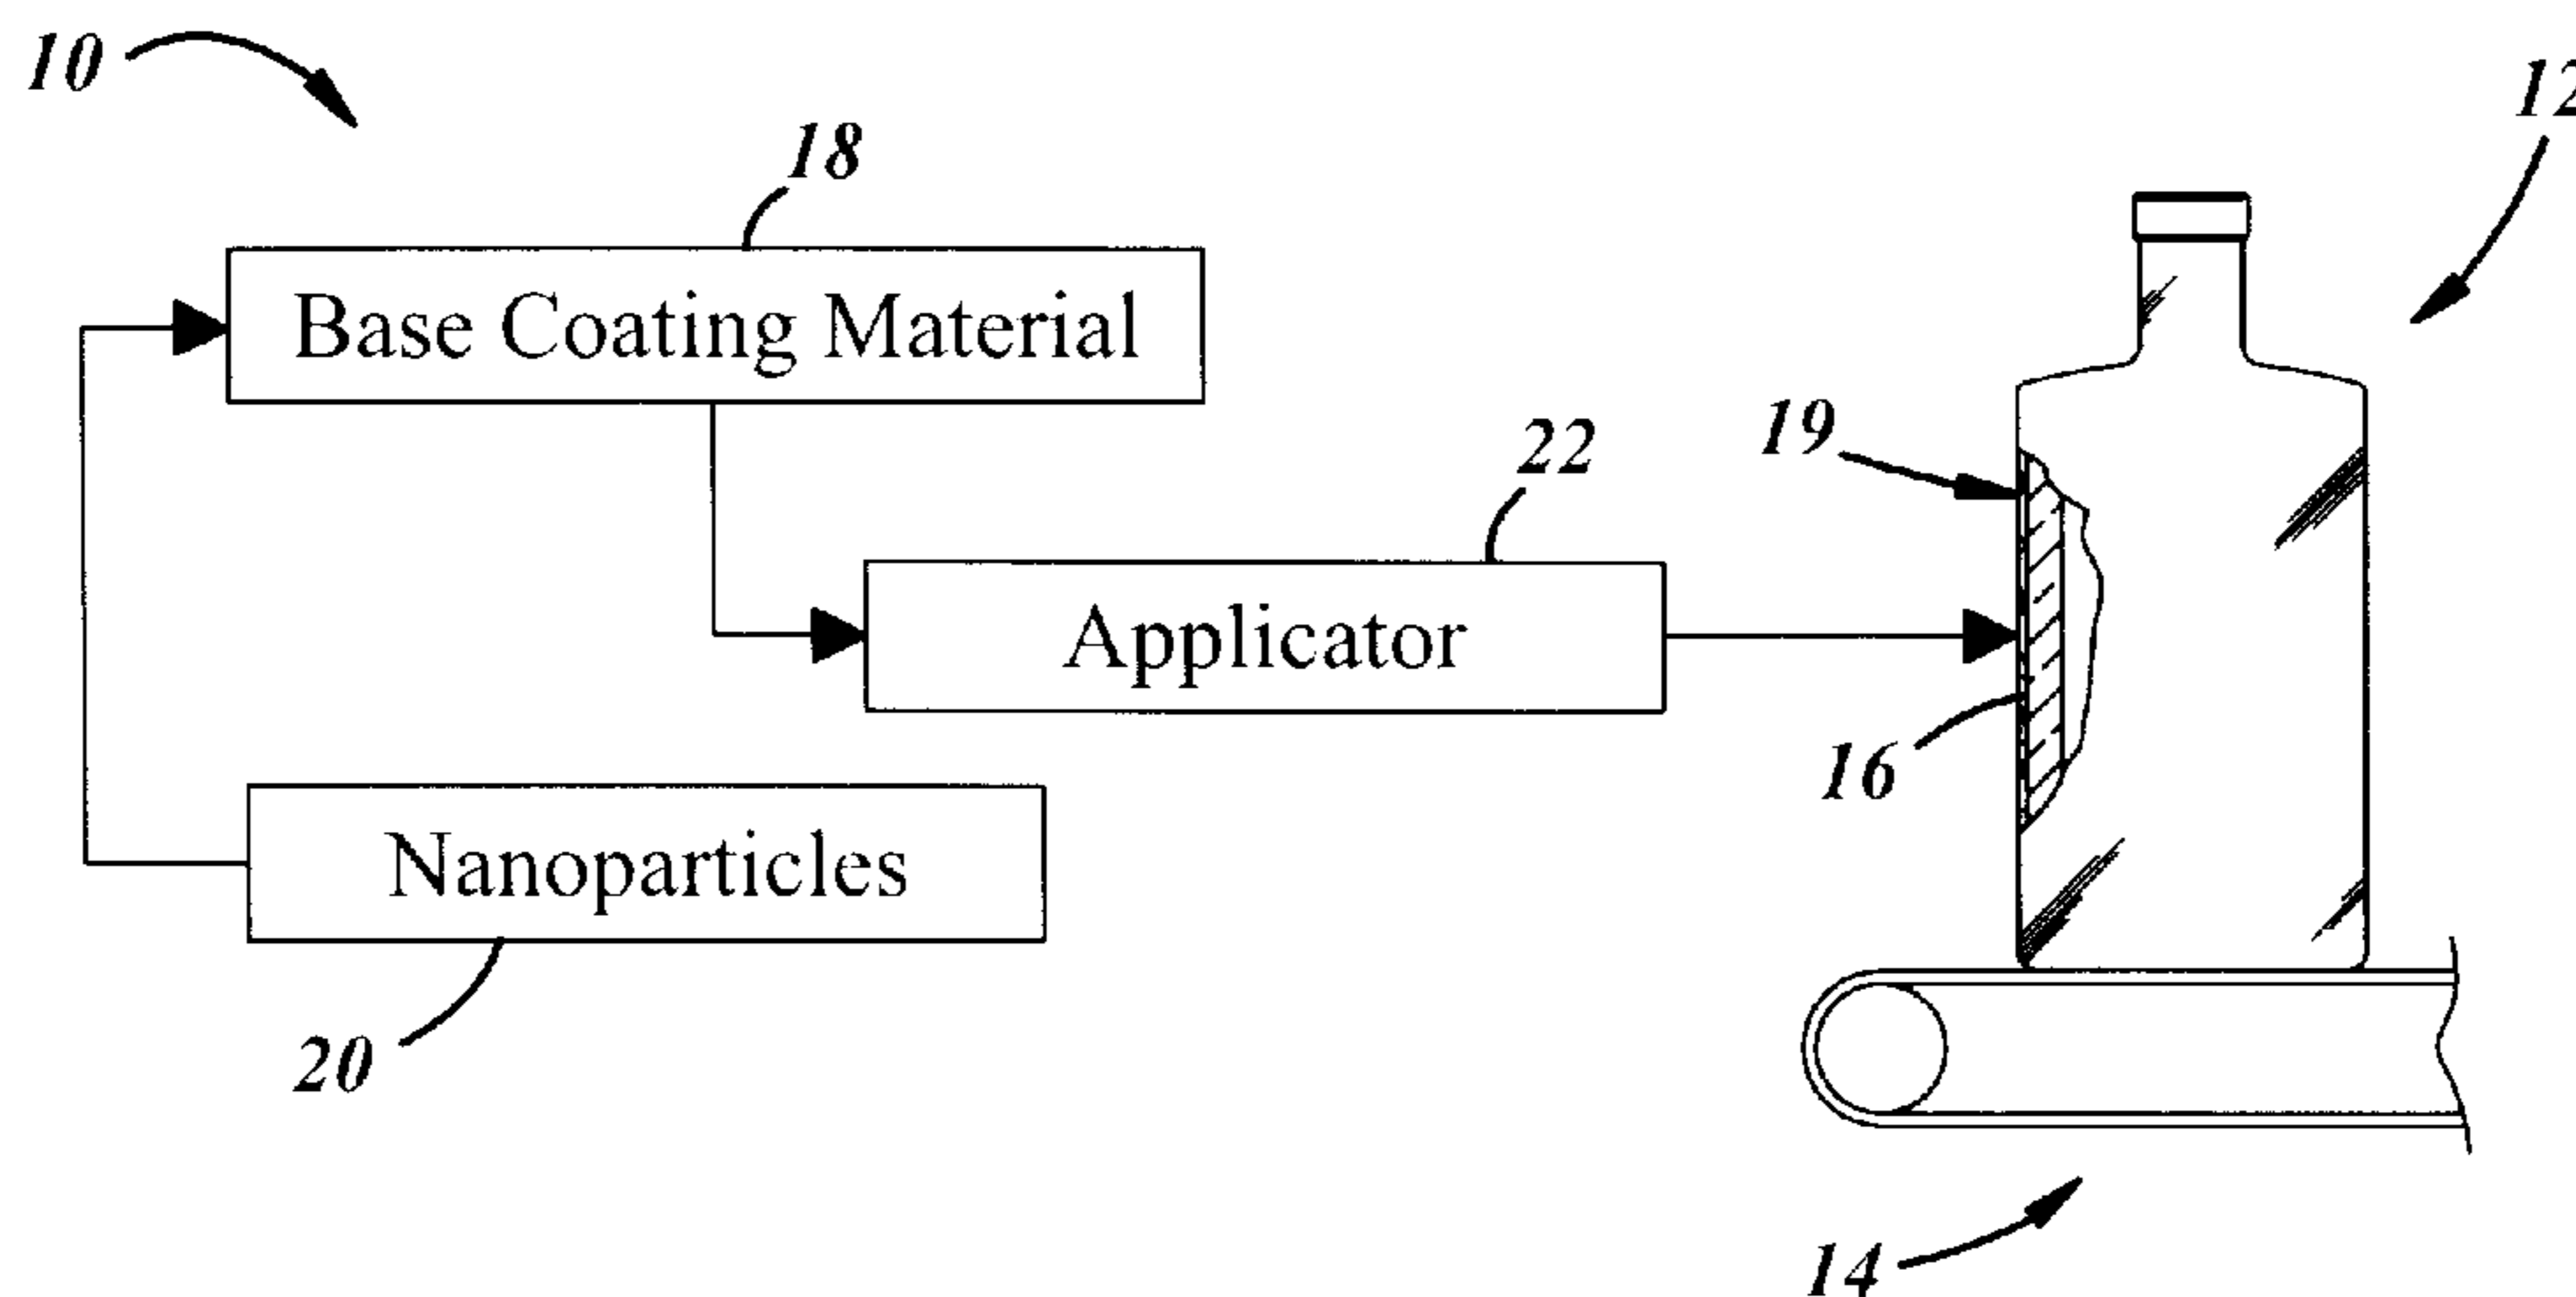 10
12
18
Base Coating Material
19
22
Applicator
16
Nanoparticles
20
14